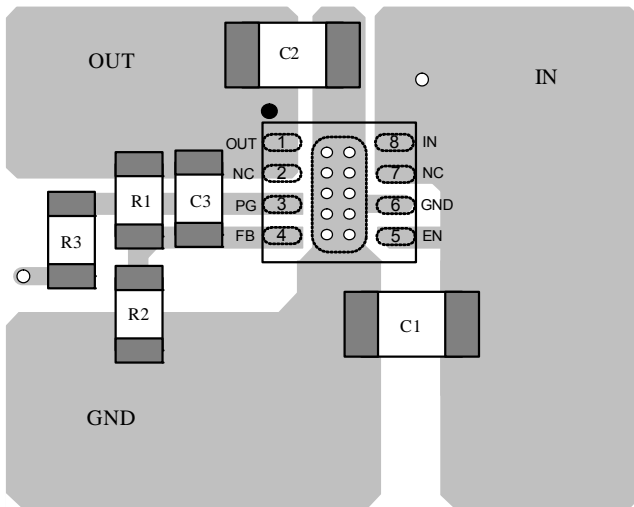 OUT
C2
IN
OUT 1 8 IN
NC 2 7 NC
PG 3 6 GND
FB 4 5 EN
R1
C3
R3
R2
C1
GND